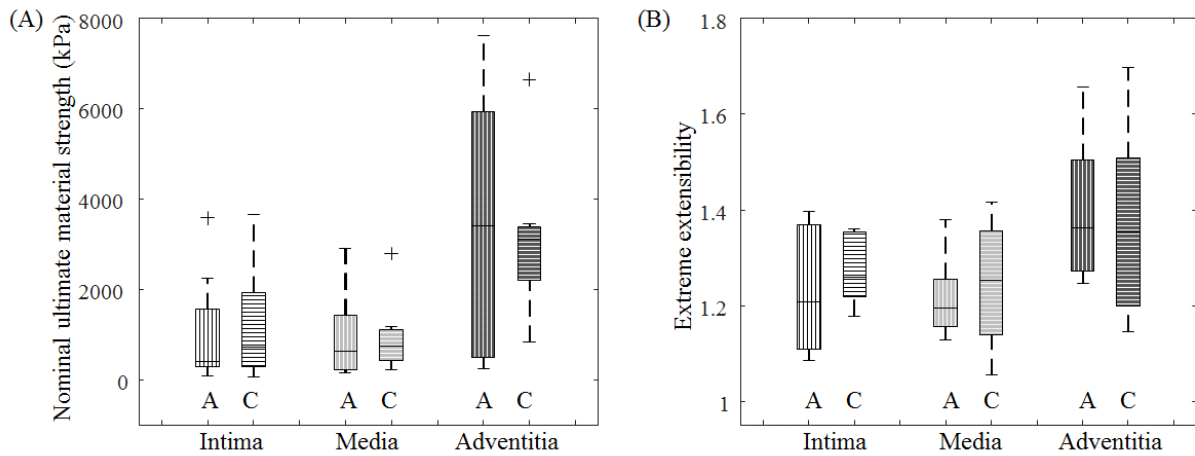 (A)
Nominal ultimate material strength (kPa)
8000
6000
4000
2000
0
A C A C A C
Intima Media Adventitia
(B)
Extreme extensibility
1.8
1.6
1.4
1.2
1
A C A C A C
Intima Media Adventitia